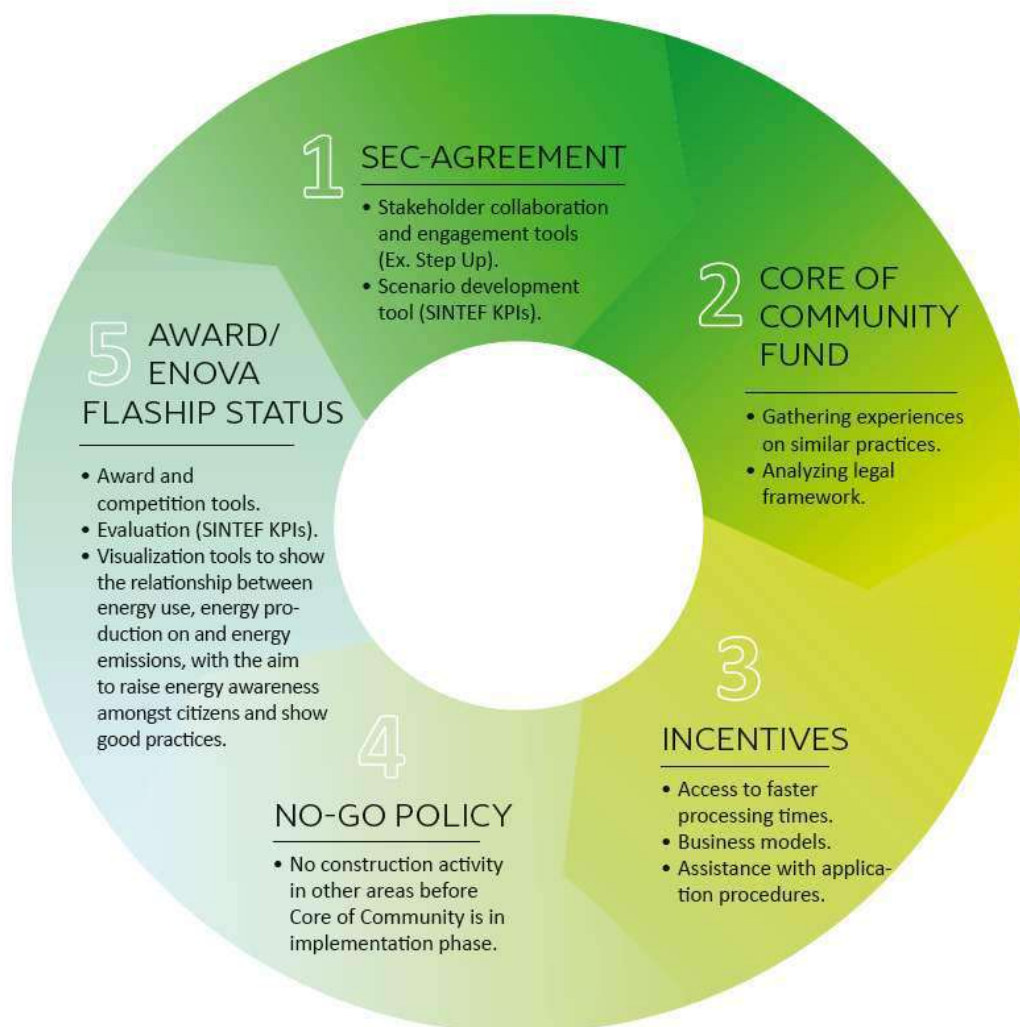 1 SEC-AGREEMENT
• Stakeholder collaboration
and engagement tools
(Ex. Step Up).
• Scenario development
tool (SINTEF KPIs).
2 CORE OF
COMMUNITY
FUND
• Gathering experiences
on similar practices.
• Analyzing legal
framework.
3
INCENTIVES
• Access to faster
processing times.
• Business models.
• Assistance with applica-
tion procedures.
4
NO-GO POLICY
• No construction activity
in other areas before
Core of Community is in
implementation phase.
5 AWARD/
ENOVA
FLASHIP STATUS
• Award and
competition tools.
• Evaluation (SINTEF KPIs).
• Visualization tools to show
the relationship between
energy use, energy pro-
duction on and energy
emissions, with the aim
to raise energy awareness
amongst citizens and show
good practices.